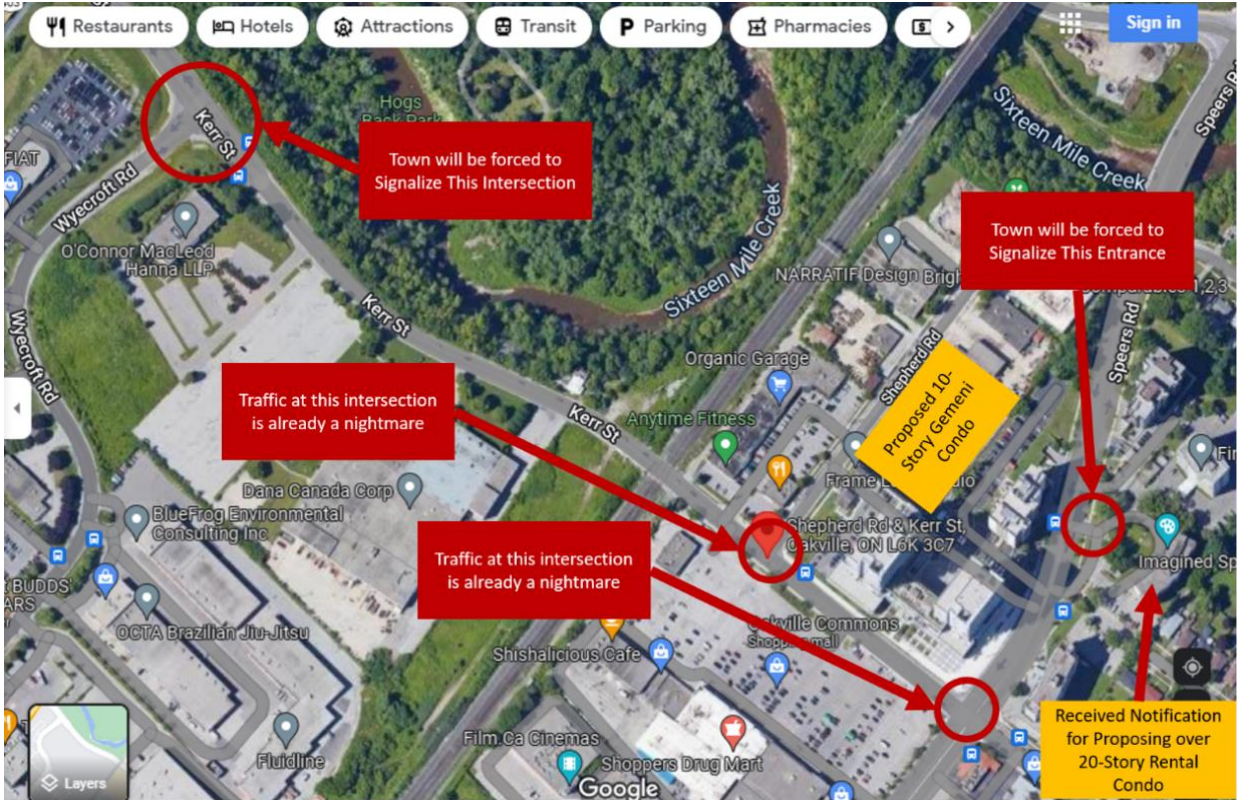 403
Restaurants
Hotels
Attractions
Transit
Parking
Pharmacies
Sign in
Hogs
Back Park
Kerr St
Town will be forced to
Signalize This Intersection
FIAT
Wyecroft Rd
O'Connor MacLeod
Hanna LLP
Sixteen Mile Creek
Speers Rd
Sixteen Mile Creek
Town will be forced to
Signalize This Entrance
NARRATIF Design
1,2,3
Kerr St
Wyecroft Rd
Shepherd Rd
Speers Rd
Organic Garage
Proposed 10-
Story Gemeni
Condo
Traffic at this intersection
is already a nightmare
Kerr St
Anytime Fitness
Dana Canada Corp
BlueFrog Environmental
Consulting Inc
Shepherd Rd & Kerr St,
Oakville, ON L6K 3C7
Traffic at this intersection
is already a nightmare
BUDDS'
OCTA Brazilian Jiu-Jitsu
Oakville Commons
Shopping mall
Shishalicious Cafe
Received Notification
for Proposing over
20-Story Rental
Condo
Film.Ca Cinemas
Shoppers Drug Mart
Fluidline
Layers
Google